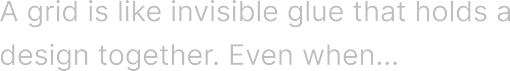 A grid is like invisible glue that holds a
design together. Even when...